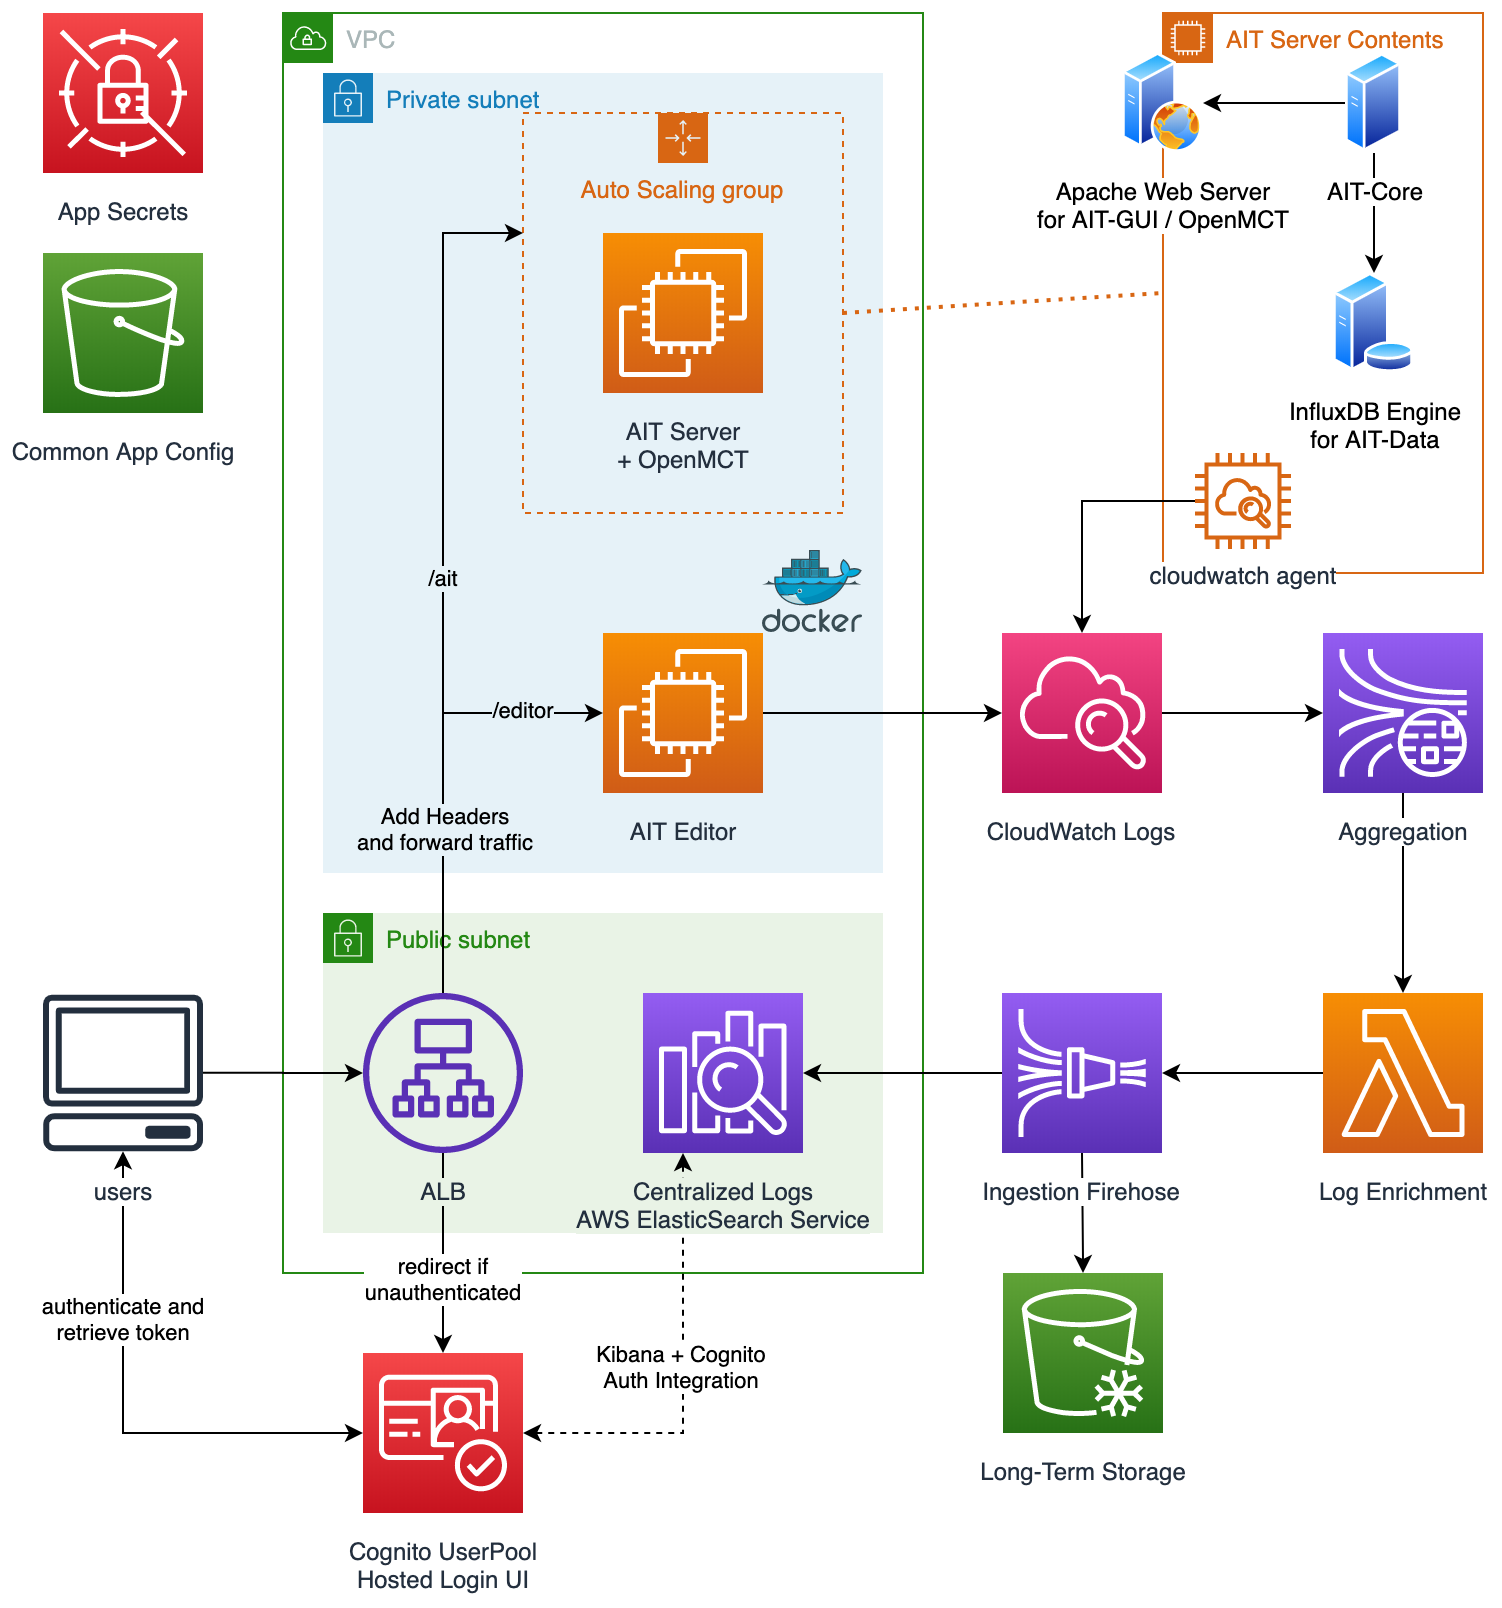 App Secrets
Common App Config
VPC
Private subnet
Auto Scaling group
AIT Server
+ OpenMCT
/ait
docker
/editor
AIT Editor
Add Headers
and forward traffic
AIT Server Contents
Apache Web Server
for AIT-GUI / OpenMCT
AIT-Core
InfluxDB Engine
for AIT-Data
cloudwatch agent
CloudWatch Logs
Aggregation
Public subnet
users
ALB
Centralized Logs
AWS ElasticSearch Service
Ingestion Firehose
Log Enrichment
redirect if
unauthenticated
authenticate and
retrieve token
Kibana + Cognito
Auth Integration
Long-Term Storage
Cognito UserPool
Hosted Login UI